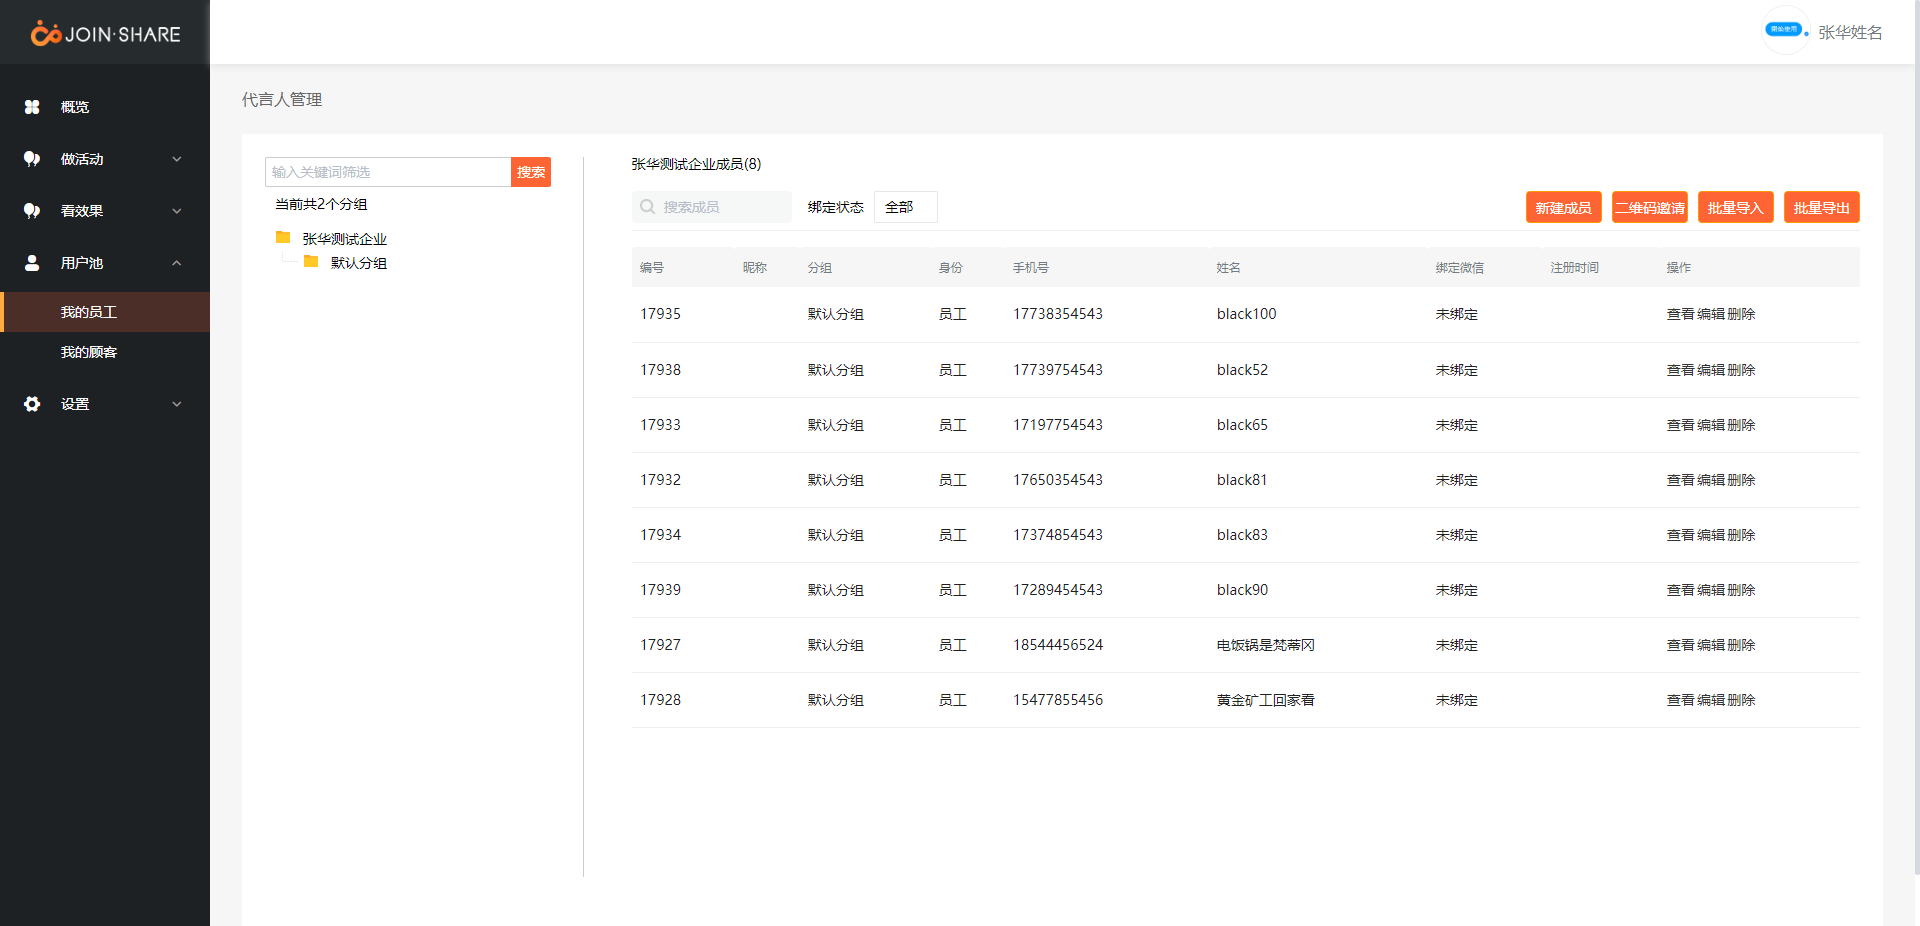 JOIN·SHARE
开始使用
张华姓名
概览
做活动
看效果
用户池
我的员工
我的顾客
设置
代言人管理
输入关键词筛选 搜索
当前共2个分组
张华测试企业
默认分组
张华测试企业成员(8)
搜索成员 绑定状态 全部 新建成员 二维码邀请 批量导入 批量导出
编号 昵称 分组 身份 手机号 姓名 绑定微信 注册时间 操作
17935 默认分组 员工 17738354543 black100 未绑定 查看 编辑 删除
17938 默认分组 员工 17739754543 black52 未绑定 查看 编辑 删除
17933 默认分组 员工 17197754543 black65 未绑定 查看 编辑 删除
17932 默认分组 员工 17650354543 black81 未绑定 查看 编辑 删除
17934 默认分组 员工 17374854543 black83 未绑定 查看 编辑 删除
17939 默认分组 员工 17289454543 black90 未绑定 查看 编辑 删除
17927 默认分组 员工 18544456524 电饭锅是梵蒂冈 未绑定 查看 编辑 删除
17928 默认分组 员工 15477855456 黄金矿工回家看 未绑定 查看 编辑 删除